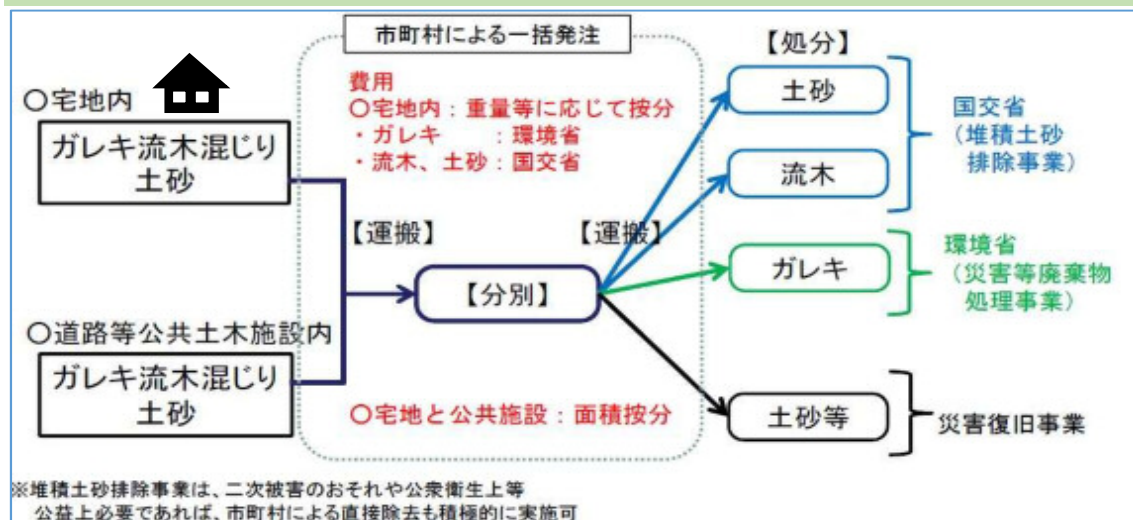 市町村による一括発注
【処分】
費用
〇宅地内：重量等に応じて按分
・ガレキ　　：環境省
・流木、土砂：国交省
〇宅地内
ガレキ流木混じり
土砂
【運搬】
【分別】
【運搬】
土砂
流木
国交省
（堆積土砂
排除事業）
ガレキ
環境省
（災害等廃棄物
処理事業）
〇道路等公共土木施設内
ガレキ流木混じり
土砂
〇宅地と公共施設：面積按分
土砂等
災害復旧事業
※堆積土砂排除事業は、二次被害のおそれや公衆衛生上等
公益上必要であれば、市町村による直接除去も積極的に実施可